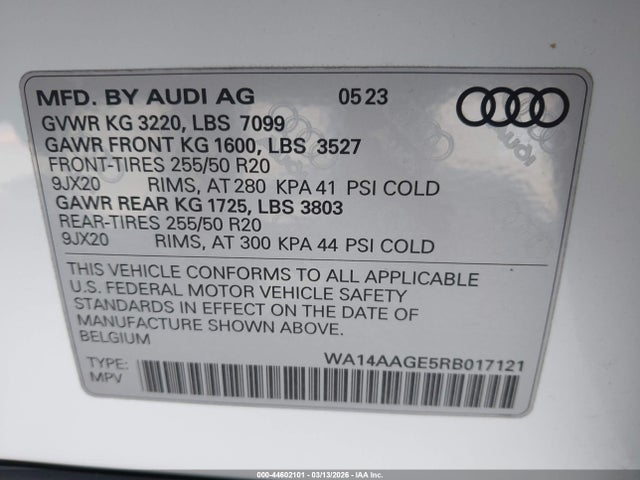 MFD. BY AUDI AG 05 23
GVWR KG 3220, LBS 7099
GAWR FRONT KG 1600, LBS 3527
FRONT-TIRES 255/50 R20
9JX20 RIMS, AT 280 KPA 41 PSI COLD
GAWR REAR KG 1725, LBS 3803
REAR-TIRES 255/50 R20
9JX20 RIMS, AT 300 KPA 44 PSI COLD
THIS VEHICLE CONFORMS TO ALL APPLICABLE
U.S. FEDERAL MOTOR VEHICLE SAFETY
STANDARDS IN EFFECT ON THE DATE OF
MANUFACTURE SHOWN ABOVE.
BELGIUM
TYPE: WA14AAGE5RB017121
MPV
Audi
Audi
000-44602101 | 03/13/2026 | IAA Inc.